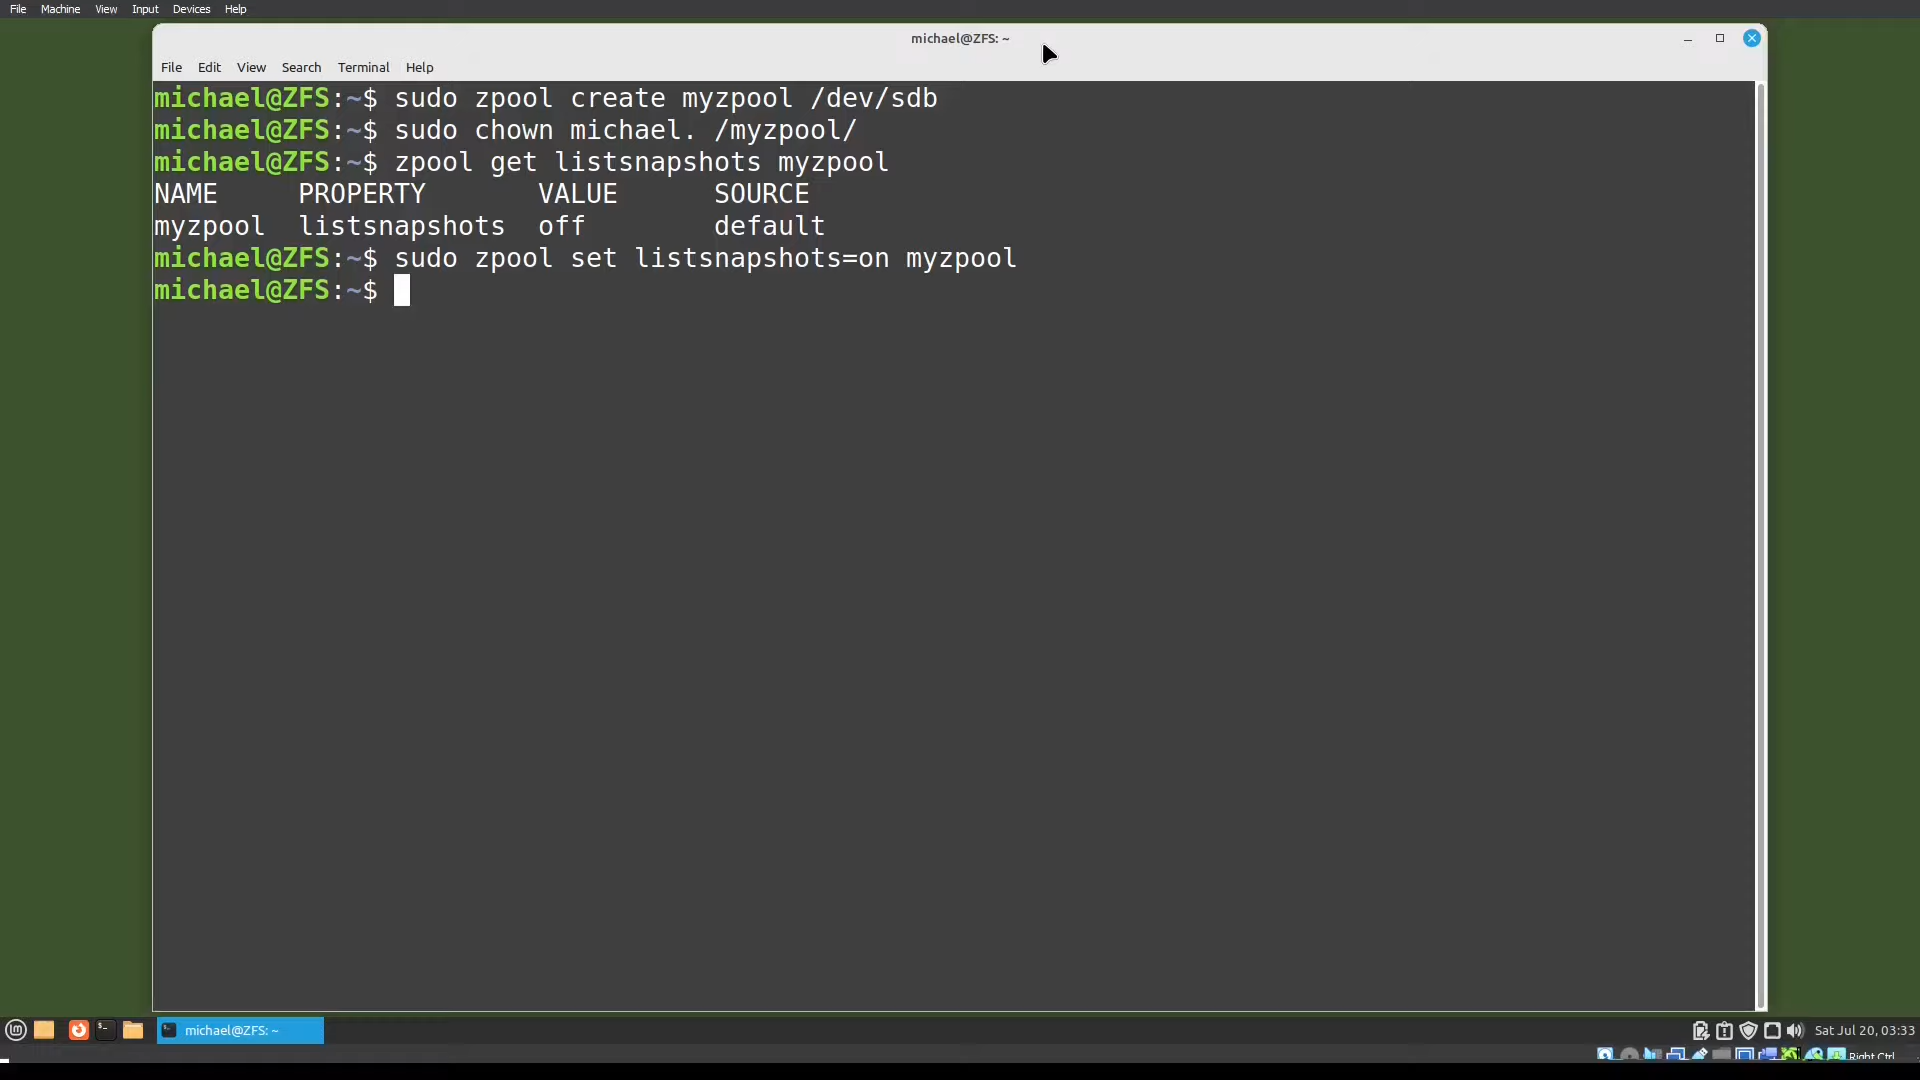 File Machine View Input Devices Help
michael@ZFS: ~
File Edit View Search Terminal Help
michael@ZFS:~$ sudo zpool create myzpool /dev/sdb
michael@ZFS:~$ sudo chown michael. /myzpool/
michael@ZFS:~$ zpool get listsnapshots myzpool
NAME     PROPERTY       VALUE      SOURCE
myzpool  listsnapshots  off        default
michael@ZFS:~$ sudo zpool set listsnapshots=on myzpool
michael@ZFS:~$
michael@ZFS: ~
Sat Jul 20, 03:33
Right Ctrl